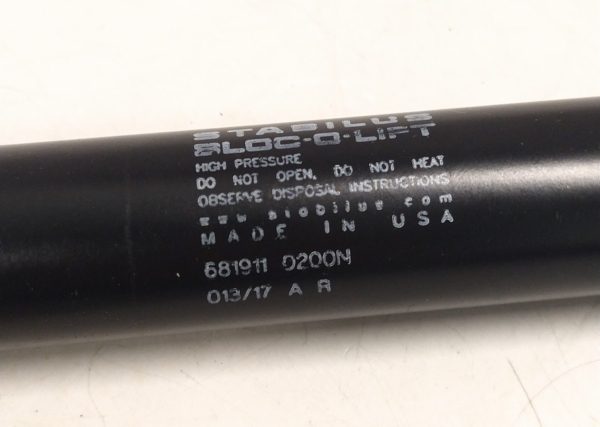 STABILUS
BLOC-O-LIFT
HIGH PRESSURE
DO NOT OPEN, DO NOT HEAT
OBSERVE DISPOSAL INSTRUCTIONS
www.stabilus.com
MADE IN USA
681911 0200N
013/17 A R